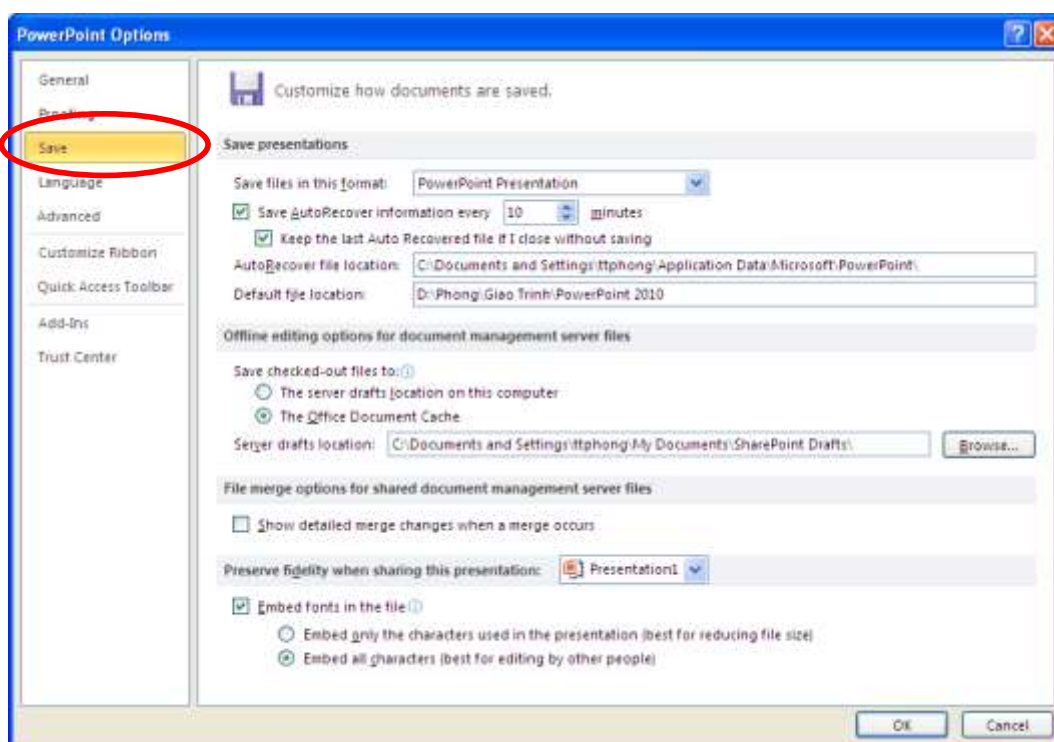 PowerPoint Options
General
Proofing
Save
Language
Advanced
Customize Ribbon
Quick Access Toolbar
Add-Ins
Trust Center
Customize how documents are saved.
Save presentations
Save files in this format: PowerPoint Presentation
Save AutoRecover information every 10 minutes
Keep the last Auto Recovered file if I close without saving
AutoRecover file location: C:\Documents and Settings\ttphong\Application Data\Microsoft\PowerPoint\
Default file location: D:\Phong\Giao Trinh\PowerPoint 2010
Offline editing options for document management server files
Save checked-out files to:
The server drafts location on this computer
The Office Document Cache
Server drafts location: C:\Documents and Settings\ttphong\My Documents\SharePoint Drafts\
Browse...
File merge options for shared document management server files
Show detailed merge changes when a merge occurs
Preserve fidelity when sharing this presentation: Presentation1
Embed fonts in the file
Embed only the characters used in the presentation (best for reducing file size)
Embed all characters (best for editing by other people)
OK Cancel